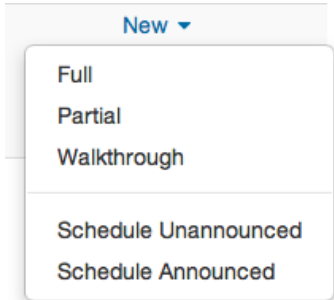 New
Full
Partial
Walkthrough
Schedule Unannounced
Schedule Announced